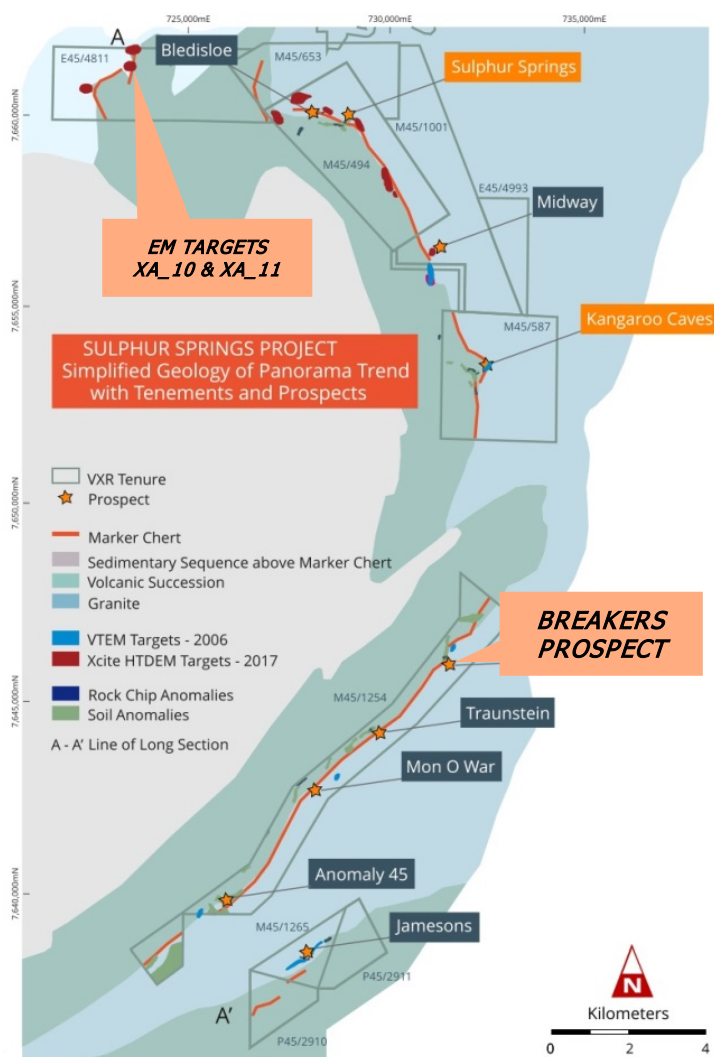 725,000mE
730,000mE
735,000mE
A
Bledisloe
E45/4811
M45/653
Sulphur Springs
7,660,000mN
M45/1001
M45/494
E45/4993
Midway
EM TARGETS
XA_10 & XA_11
7,655,000mN
M45/587
Kangaroo Caves
SULPHUR SPRINGS PROJECT
Simplified Geology of Panorama Trend
with Tenements and Prospects
VXR Tenure
Prospect
7,650,000mN
Marker Chert
Sedimentary Sequence above Marker Chert
Volcanic Succession
Granite
VTEM Targets - 2006
Xcite HTDEM Targets - 2017
Rock Chip Anomalies
Soil Anomalies
A - A' Line of Long Section
BREAKERS
PROSPECT
7,645,000mN
M45/1254
Traunstein
Mon O War
Anomaly 45
7,640,000mN
M45/1265
Jamesons
P45/2911
A'
P45/2910
N
Kilometers
0 2 4